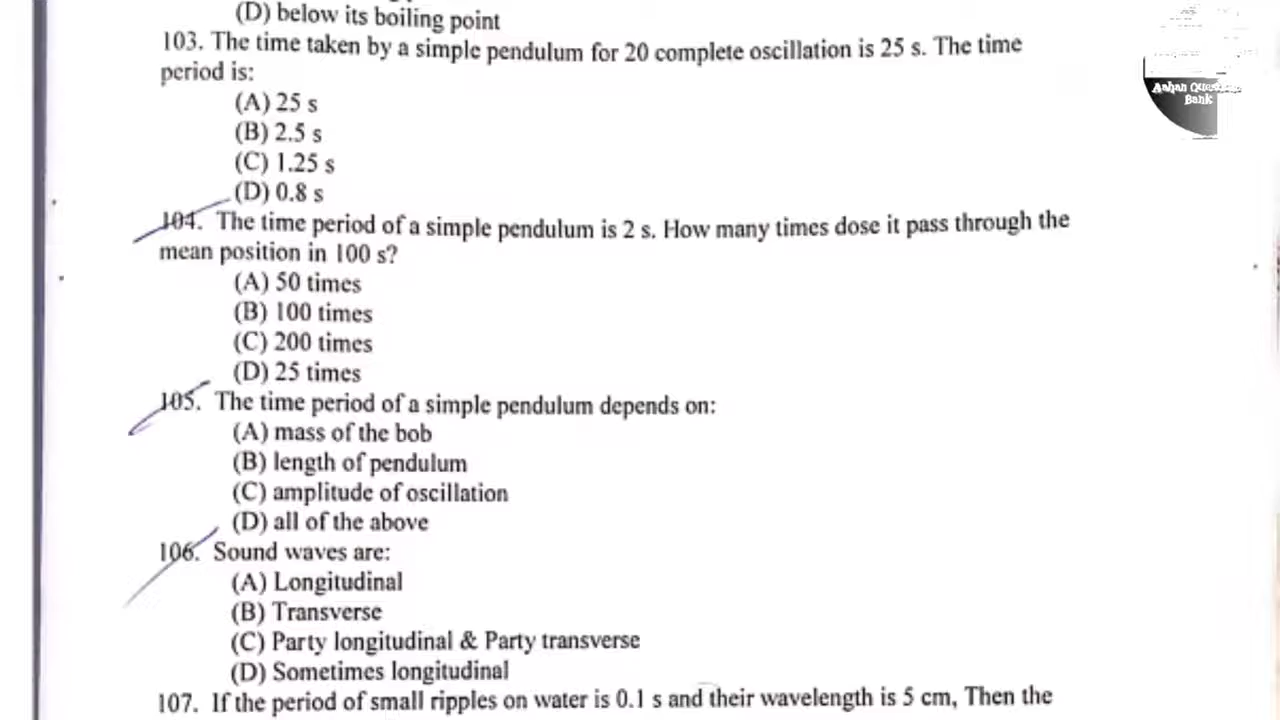 (D) below its boiling point
103. The time taken by a simple pendulum for 20 complete oscillation is 25 s. The time
period is:
(A) 25 s
(B) 2.5 s
(C) 1.25 s
(D) 0.8 s
104. The time period of a simple pendulum is 2 s. How many times dose it pass through the
mean position in 100 s?
(A) 50 times
(B) 100 times
(C) 200 times
(D) 25 times
105. The time period of a simple pendulum depends on:
(A) mass of the bob
(B) length of pendulum
(C) amplitude of oscillation
(D) all of the above
106. Sound waves are:
(A) Longitudinal
(B) Transverse
(C) Party longitudinal & Party transverse
(D) Sometimes longitudinal
107. If the period of small ripples on water is 0.1 s and their wavelength is 5 cm, Then the
Bank